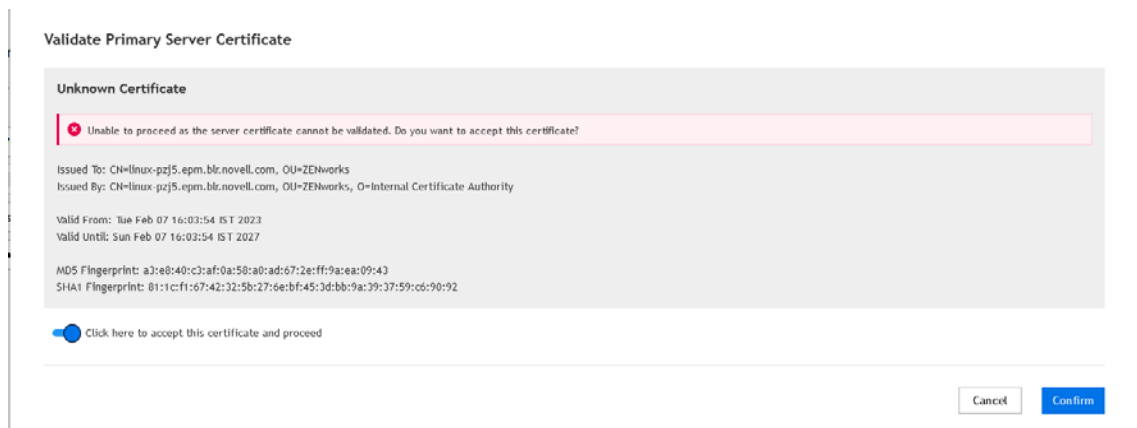 Validate Primary Server Certificate
Unknown Certificate
Unable to proceed as the server certificate cannot be validated. Do you want to accept this certificate?
Issued To: CN=linux-pzj5.epm.blr.novell.com, OU=ZENworks
Issued By: CN=linux-pzj5.epm.blr.novell.com, OU=ZENworks, O=Internal Certificate Authority
Valid From: Tue Feb 07 16:03:54 IST 2023
Valid Until: Sun Feb 07 16:03:54 IST 2027
MD5 Fingerprint: a3:e8:40:c3:af:0a:58:a0:ad:67:2e:ff:9a:ea:09:43
SHA1 Fingerprint: 81:1c:f1:67:42:32:5b:27:6e:bf:45:3d:bb:9a:39:37:59:c6:90:92
Click here to accept this certificate and proceed
Cancel Confirm